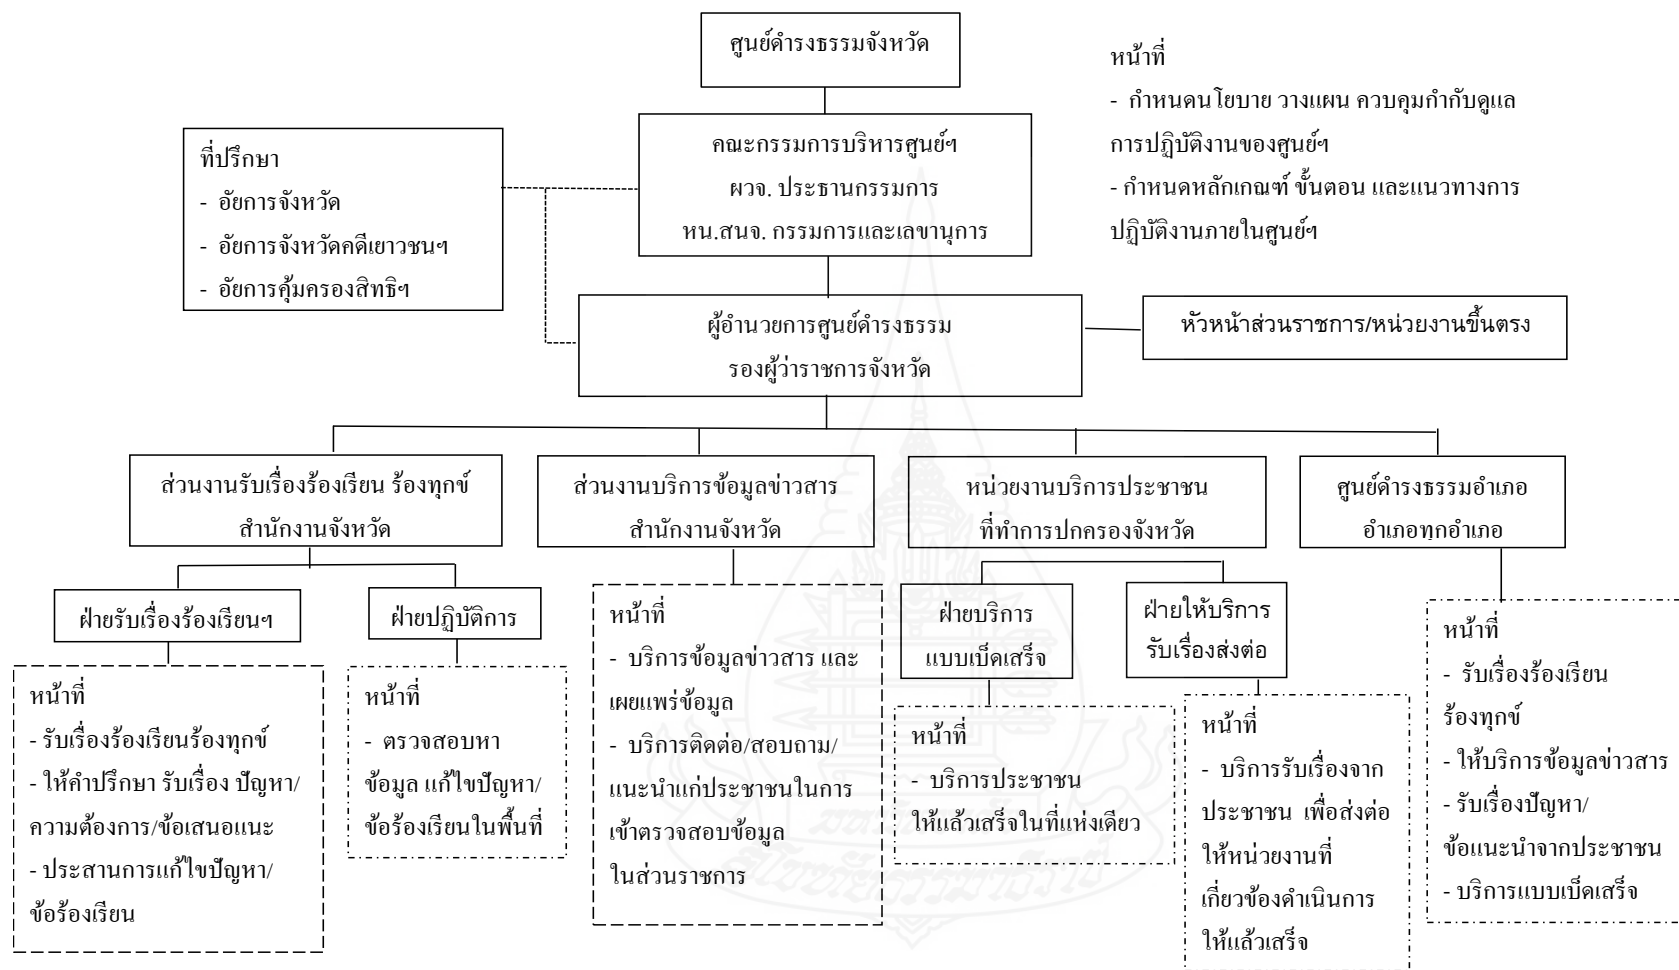 ศูนย์ดำรงธรรมจังหวัด
หน้าที่
- กำหนดนโยบาย วางแผน ควบคุมกำกับดูแล
การปฏิบัติงานของศูนย์ฯ
- กำหนดหลักเกณฑ์ ขั้นตอน และแนวทางการ
ปฏิบัติงานภายในศูนย์ฯ
คณะกรรมการบริหารศูนย์ฯ
ผวจ. ประธานกรรมการ
หน.สนจ. กรรมการและเลขานุการ
ที่ปรึกษา
- อัยการจังหวัด
- อัยการจังหวัดคดีเยาวชนฯ
- อัยการคุ้มครองสิทธิฯ
ผู้อำนวยการศูนย์ดำรงธรรม
รองผู้ว่าราชการจังหวัด
หัวหน้าส่วนราชการ/หน่วยงานขึ้นตรง
ส่วนงานรับเรื่องร้องเรียน ร้องทุกข์
สำนักงานจังหวัด
ส่วนงานบริการข้อมูลข่าวสาร
สำนักงานจังหวัด
หน่วยงานบริการประชาชน
ที่ทำการปกครองจังหวัด
ศูนย์ดำรงธรรมอำเภอ
อำเภอทุกอำเภอ
ฝ่ายรับเรื่องร้องเรียนฯ
ฝ่ายปฏิบัติการ
ฝ่ายบริการ
แบบเบ็ดเสร็จ
ฝ่ายให้บริการ
รับเรื่องส่งต่อ
หน้าที่
- รับเรื่องร้องเรียนร้องทุกข์
- ให้คำปรึกษา รับเรื่อง ปัญหา/
ความต้องการ/ข้อเสนอแนะ
- ประสานการแก้ไขปัญหา/
ข้อร้องเรียน
หน้าที่
- ตรวจสอบหา
ข้อมูล แก้ไขปัญหา/
ข้อร้องเรียนในพื้นที่
หน้าที่
- บริการข้อมูลข่าวสาร และ
เผยแพร่ข้อมูล
- บริการติดต่อ/สอบถาม/
แนะนำแก่ประชาชนในการ
เข้าตรวจสอบข้อมูล
ในส่วนราชการ
หน้าที่
- บริการประชาชน
ให้แล้วเสร็จในที่แห่งเดียว
หน้าที่
- บริการรับเรื่องจาก
ประชาชน เพื่อส่งต่อ
ให้หน่วยงานที่
เกี่ยวข้องดำเนินการ
ให้แล้วเสร็จ
หน้าที่
- รับเรื่องร้องเรียน
ร้องทุกข์
- ให้บริการข้อมูลข่าวสาร
- รับเรื่องปัญหา/
ข้อแนะนำจากประชาชน
- บริการแบบเบ็ดเสร็จ
มหาวิทยาลัย
สุโขทัยธรรมาธิราช